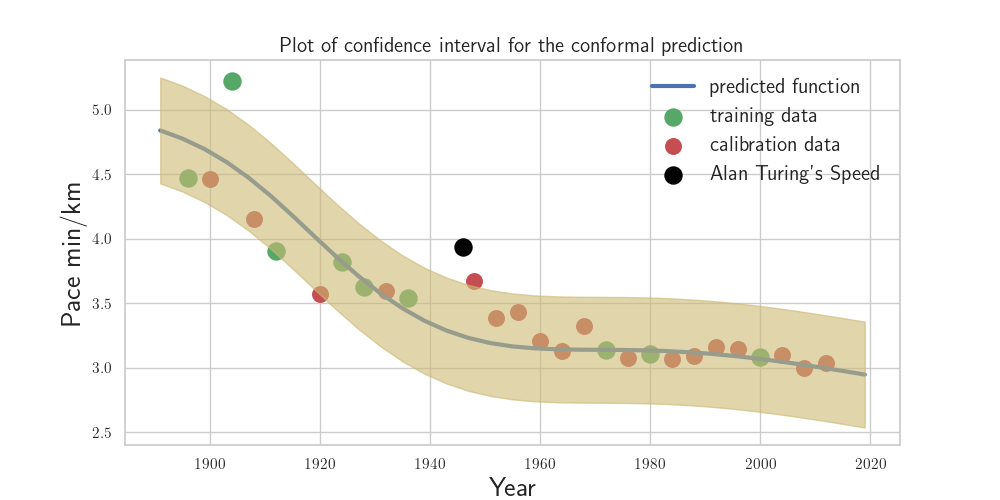 Plot of confidence interval for the conformal prediction
predicted function
training data
calibration data
Alan Turing's Speed
Pace min/km
5.0
4.5
4.0
3.5
3.0
2.5
1900 1920 1940 1960 1980 2000 2020
Year